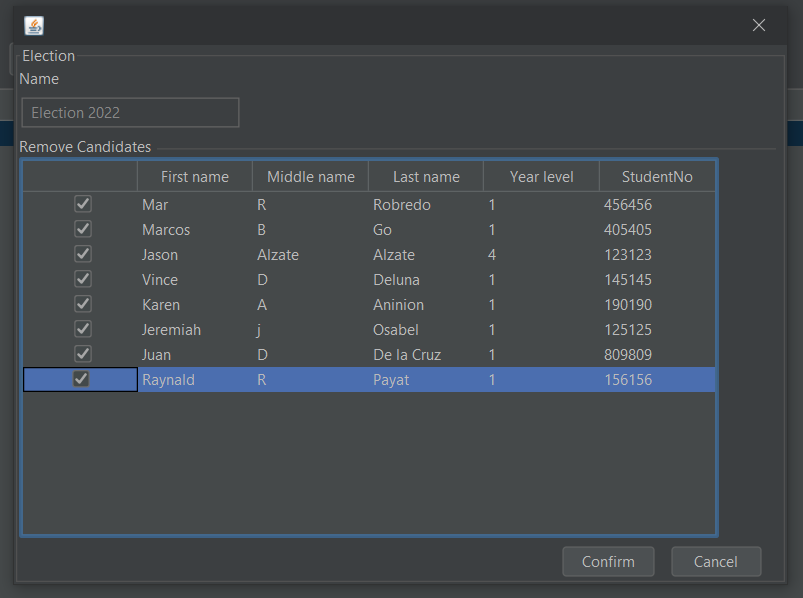 Election
Name
Election 2022
Remove Candidates
First name Middle name Last name Year level StudentNo
Mar R Robredo 1 456456
Marcos B Go 1 405405
Jason Alzate Alzate 4 123123
Vince D Deluna 1 145145
Karen A Aninion 1 190190
Jeremiah j Osabel 1 125125
Juan D De la Cruz 1 809809
Raynald R Payat 1 156156
Confirm Cancel